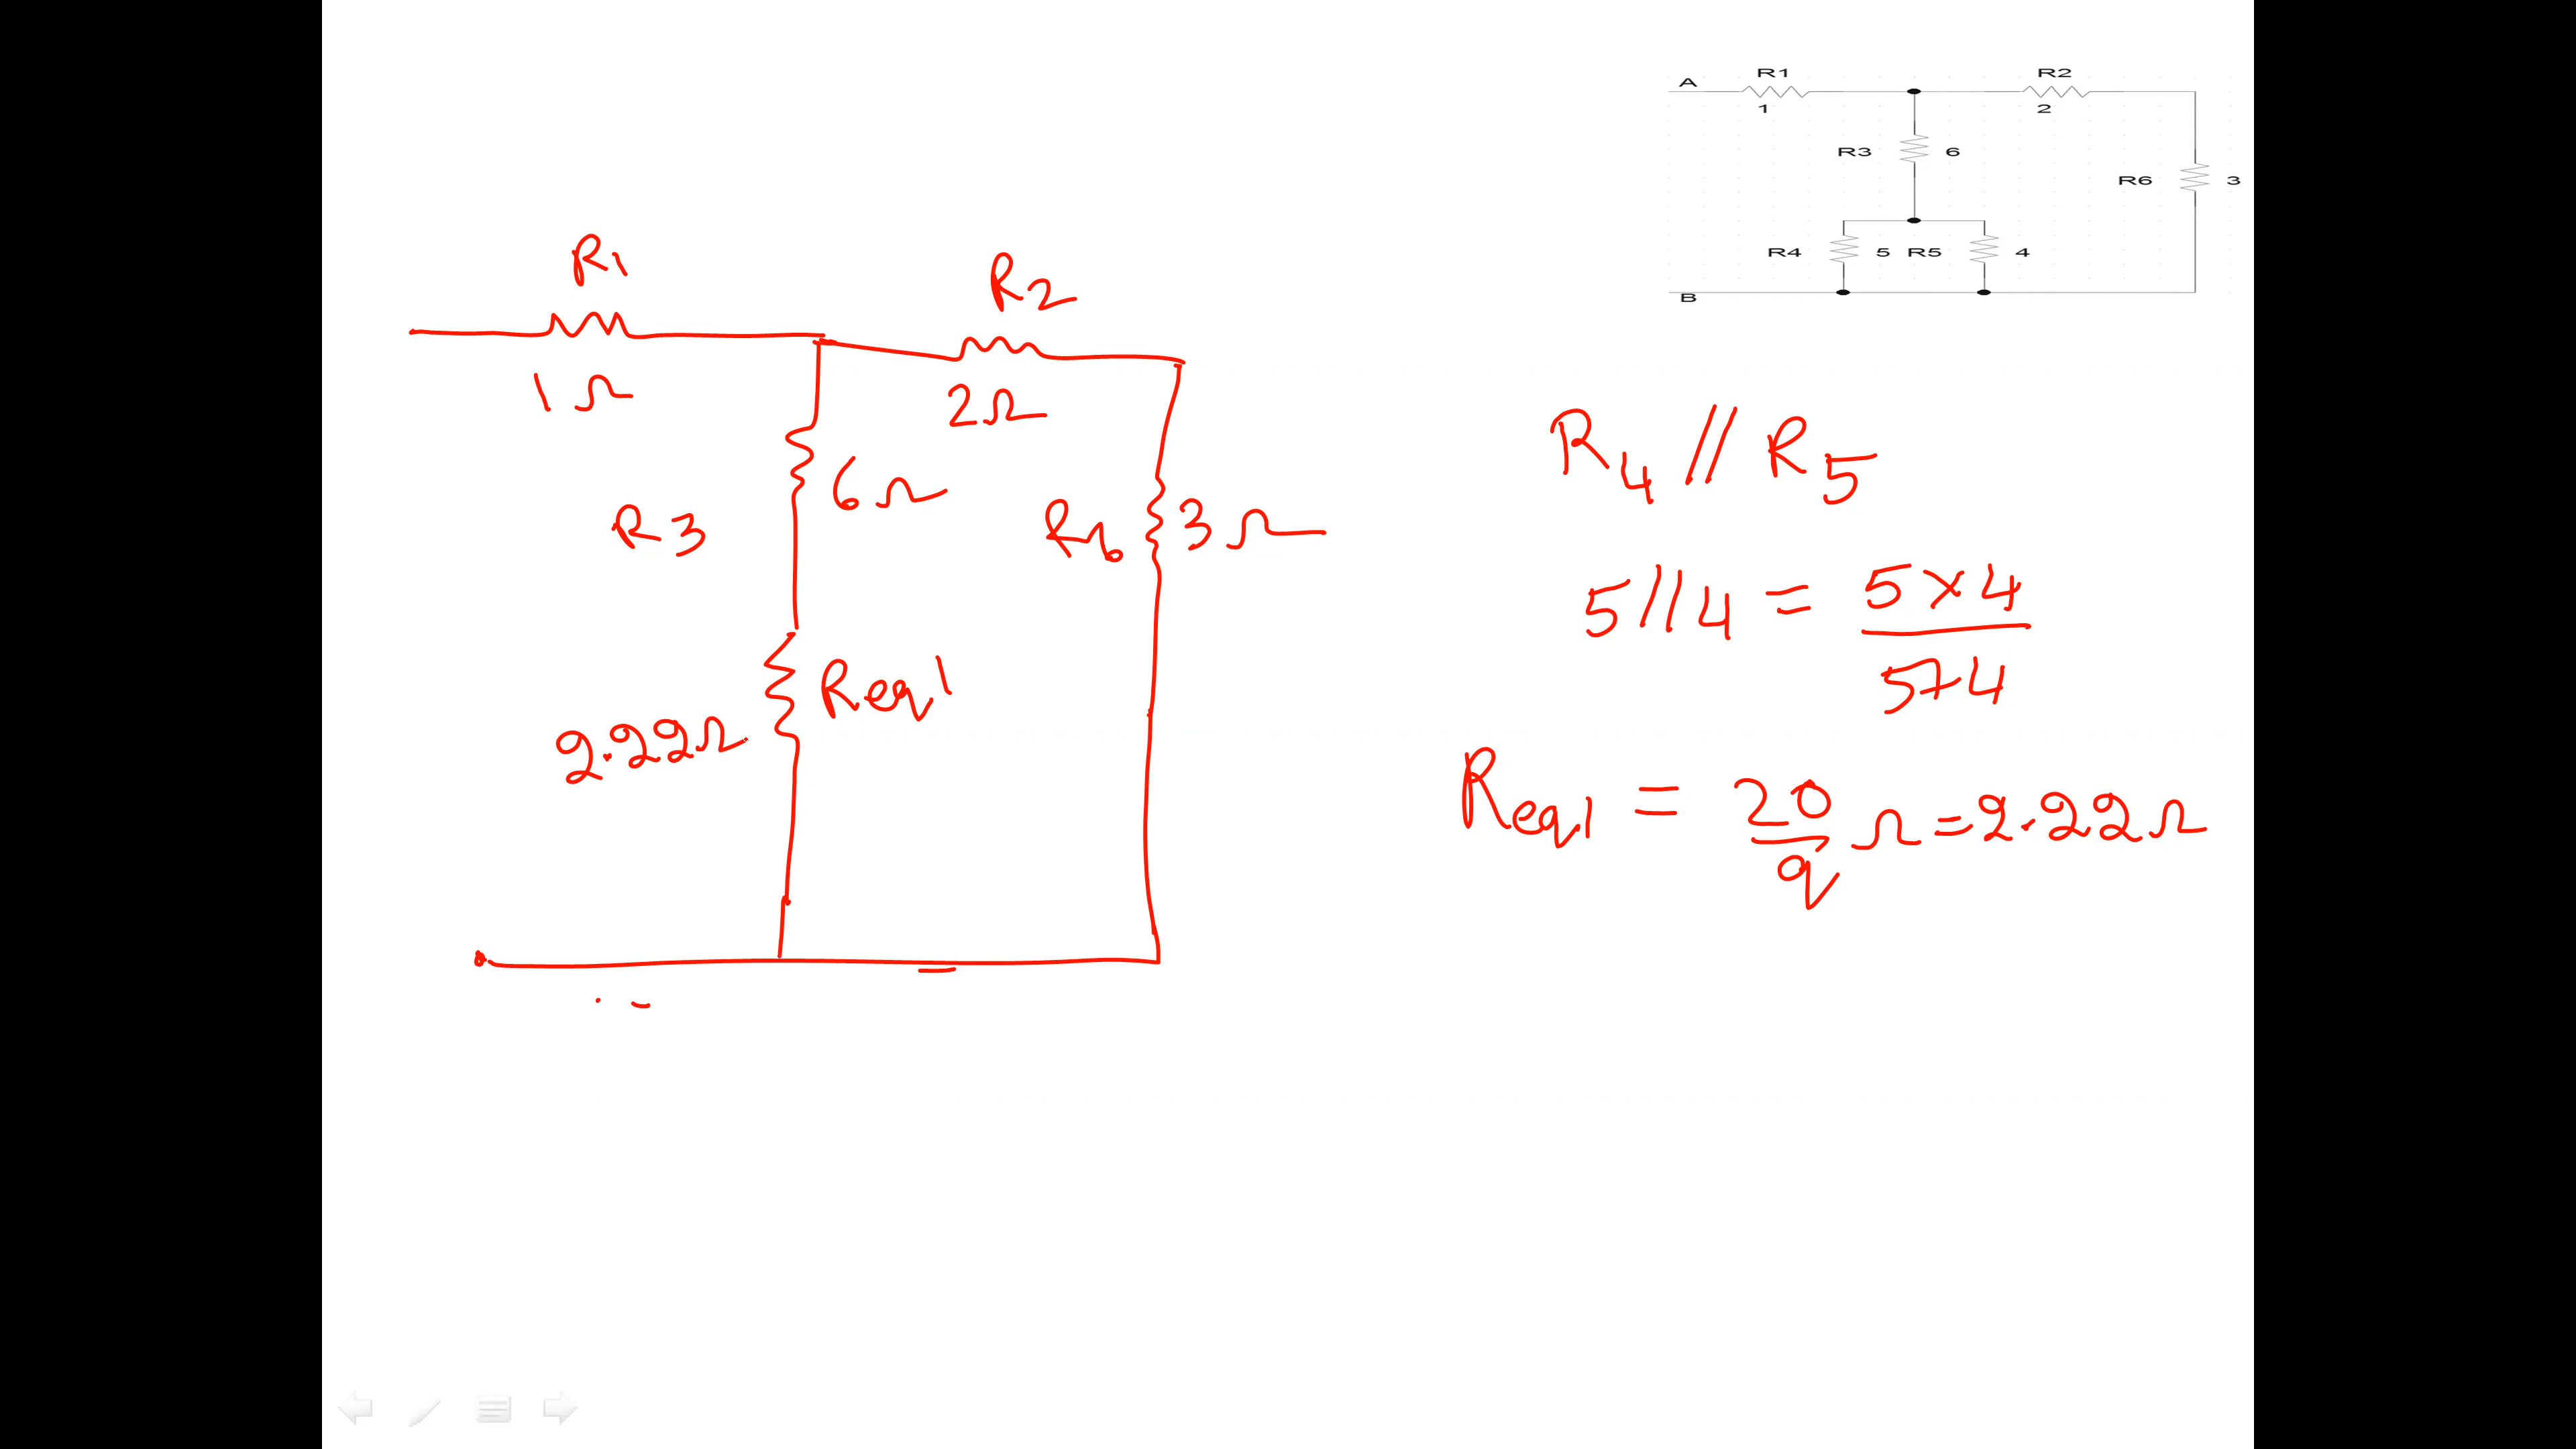 A R1 R2
1 2
R3 6
R6 3
R4 5 R5 4
B
R1
R2
1Ω
2Ω
6Ω
R3
R6 3Ω
Req1
2.22Ω
R4 // R5
5//4 = 5×4
5+4
Req1 = 20
9
Ω = 2.22Ω